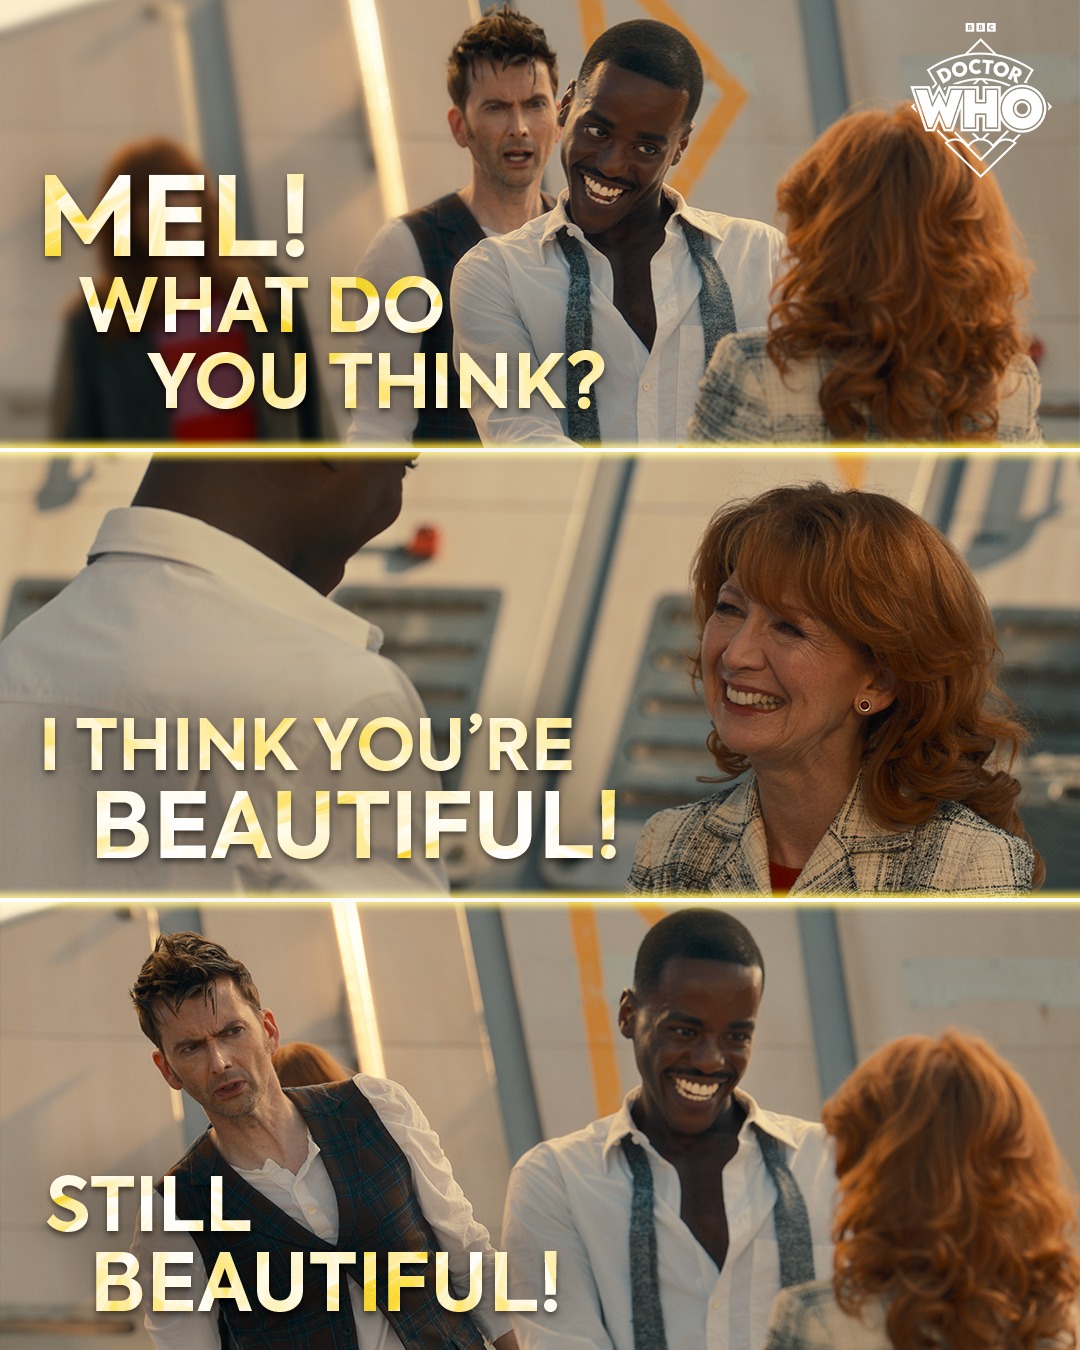 BBC
DOCTOR
WHO
MEL!
WHAT DO
YOU THINK?
I THINK YOU'RE
BEAUTIFUL!
STILL
BEAUTIFUL!